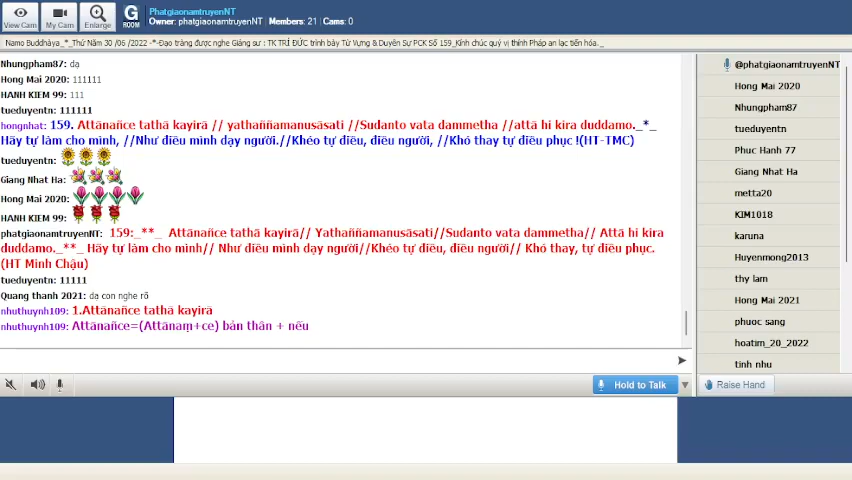 PhatgiaonamtruyenNT
Owner: phatgiaonamtruyenNT | Members: 21 | Cams: 0
View Cam
My Cam
Enlarge
G
ROOM
Namo Buddhàya_*_Thứ Năm 30 /06 /2022 -*-Đạo tràng được nghe Giảng sư : TK TRÍ ĐỨC trình bày Từ Vựng & Duyên Sự PCK Số 159_Kính chúc quý vị thính Pháp an lạc tiến hóa._
Nhungpham87: dạ
Hong Mai 2020: 111111
HANH KIEM 99: 111
tueduyentn: 111111
hongnhat: 159. Attānañce tathā kayirā // yathaññamanusāsati //Sudanto vata dammetha //attā hi kira duddamo._*_
Hãy tự làm cho mình, //Như điều mình dạy người.//Khéo tự điều, điều người, //Khó thay tự điều phục !(HT-TMC)
tueduyentn:
Giang Nhat Ha:
Hong Mai 2020:
HANH KIEM 99:
phatgiaonamtruyenNT: 159:_**_ Attānañce tathā kayirā// Yathaññamanusāsati//Sudanto vata dammetha// Attā hi kira
duddamo._**_ Hãy tự làm cho mình// Như điều mình dạy người//Khéo tự điều, điều người// Khó thay, tự điều phục.
(HT Minh Châu)
tueduyentn: 11111
Quang thanh 2021: da con nghe rõ
nhuthuynh109: 1.Attānañce tathā kayirā
nhuthuynh109: Attānañce=(Attānaṃ+ce) bản thân + nếu
Hold to Talk
@phatgiaonamtruyenNT
Hong Mai 2020
Nhungpham87
tueduyentn
Phuc Hanh 77
Giang Nhat Ha
metta20
KIM1018
karuna
Huyenmong2013
thy lam
Hong Mai 2021
phuoc sang
hoatim_20_2022
tinh nhu
Raise Hand